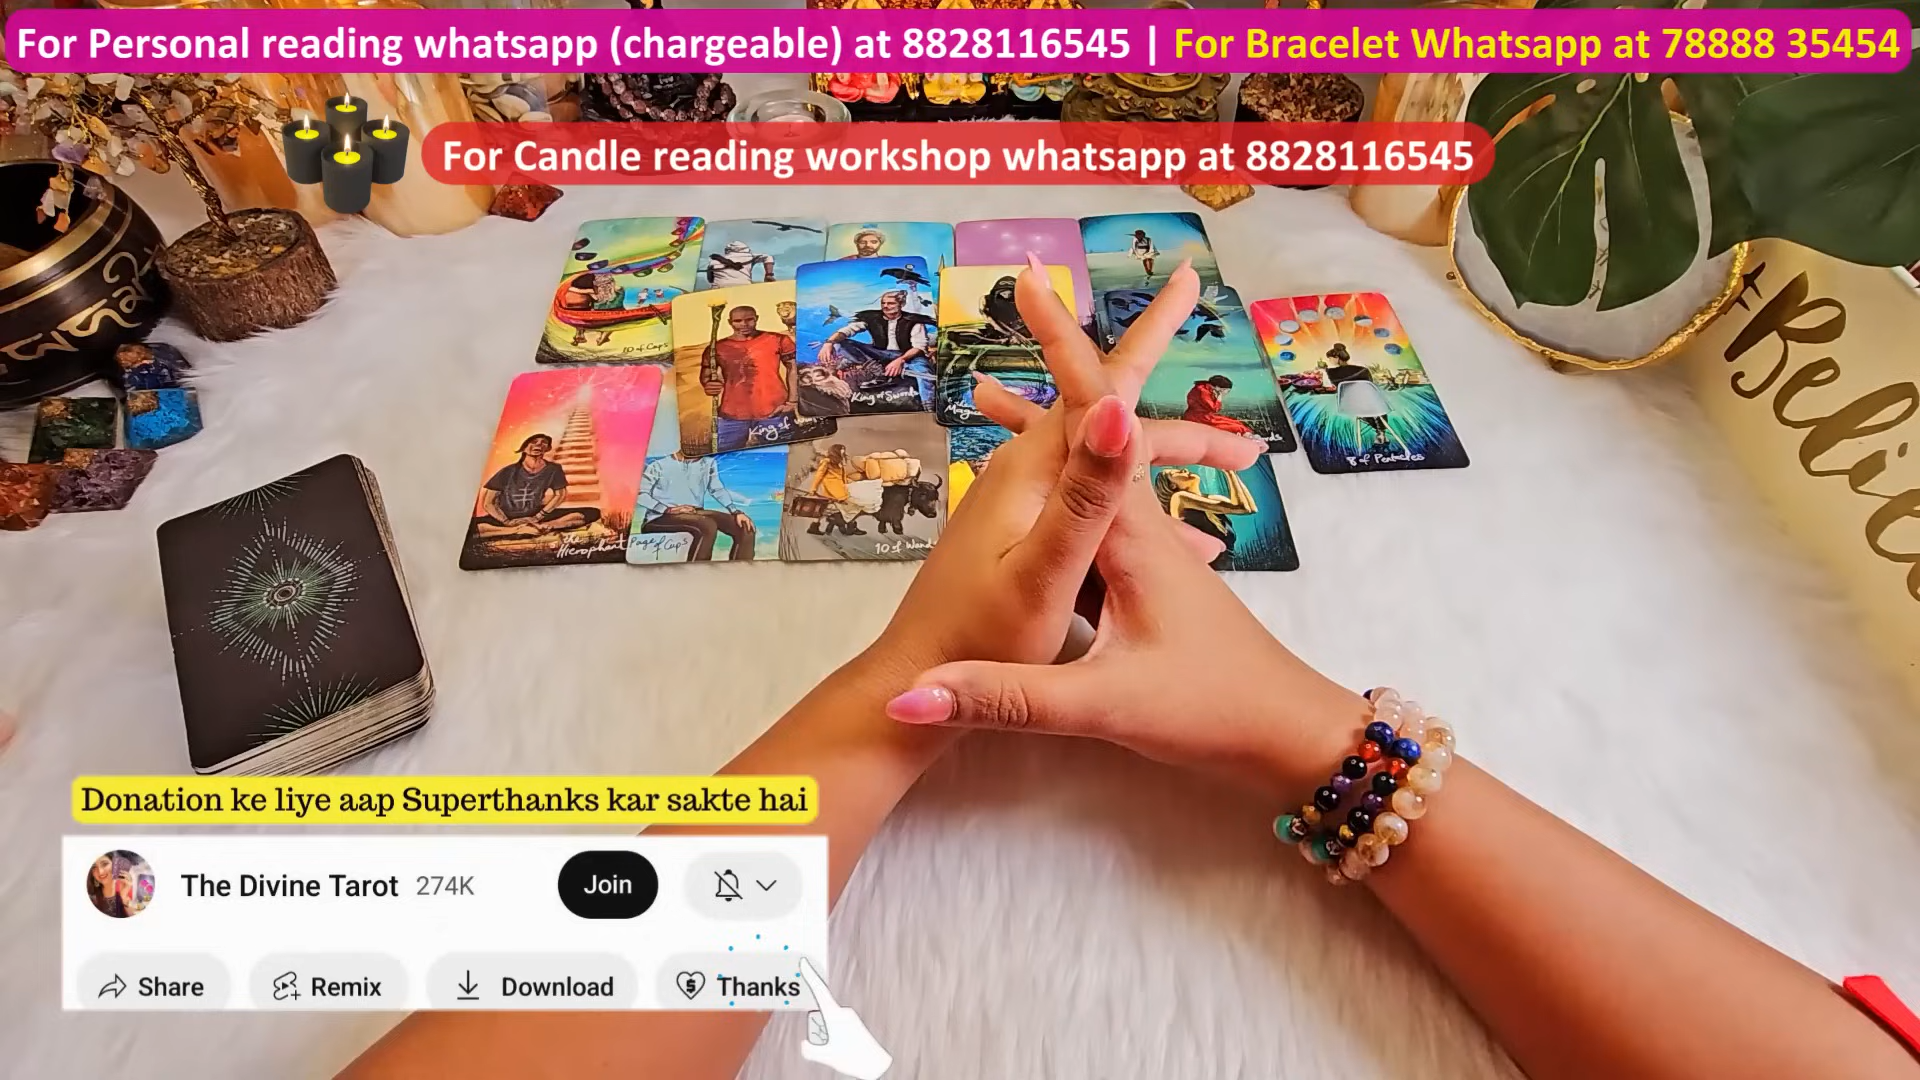 For Personal reading whatsapp (chargeable) at 8828116545 | For Bracelet Whatsapp at 78888 35454
For Candle reading workshop whatsapp at 8828116545
#Believe
10 of Cups
King of
King of Swords
8 of Pentacles
the Hierophant
Page of Cups
10 of Wands
Donation ke liye aap Superthanks kar sakte hai
The Divine Tarot 274K Join
Share Remix Download Thanks